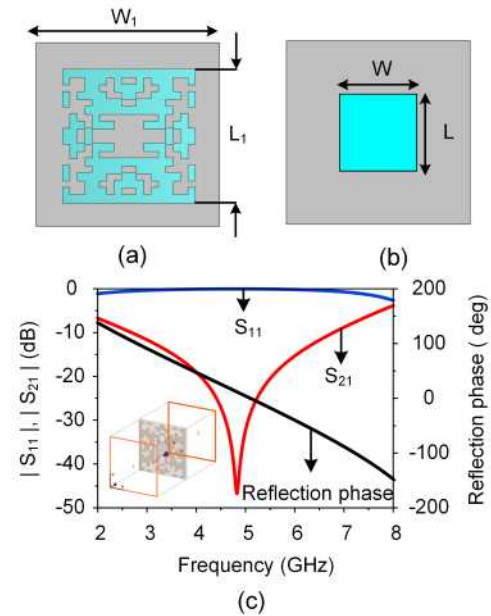 W₁
L₁
(a)
W
L
(b)
0
-10
-20
-30
-40
-50
| S₁₁ |, | S₂₁ | (dB)
S₁₁
S₂₁
Reflection phase
200
100
0
-100
-200
Reflection phase ( deg)
2 3 4 5 6 7 8
Frequency (GHz)
(c)